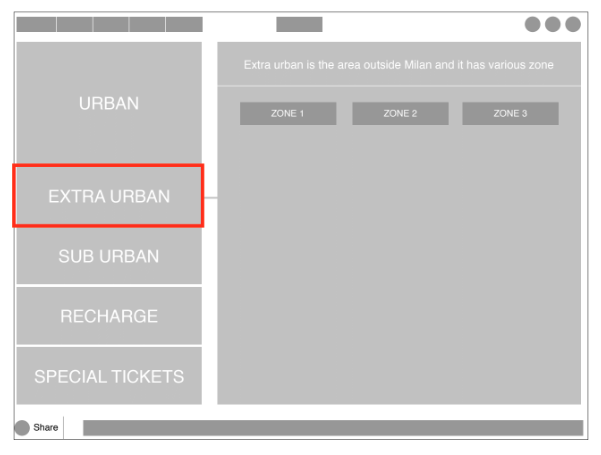 Extra urban is the area outside Milan and it has various zone
URBAN
ZONE 1 ZONE 2 ZONE 3
EXTRA URBAN
SUB URBAN
RECHARGE
SPECIAL TICKETS
Share